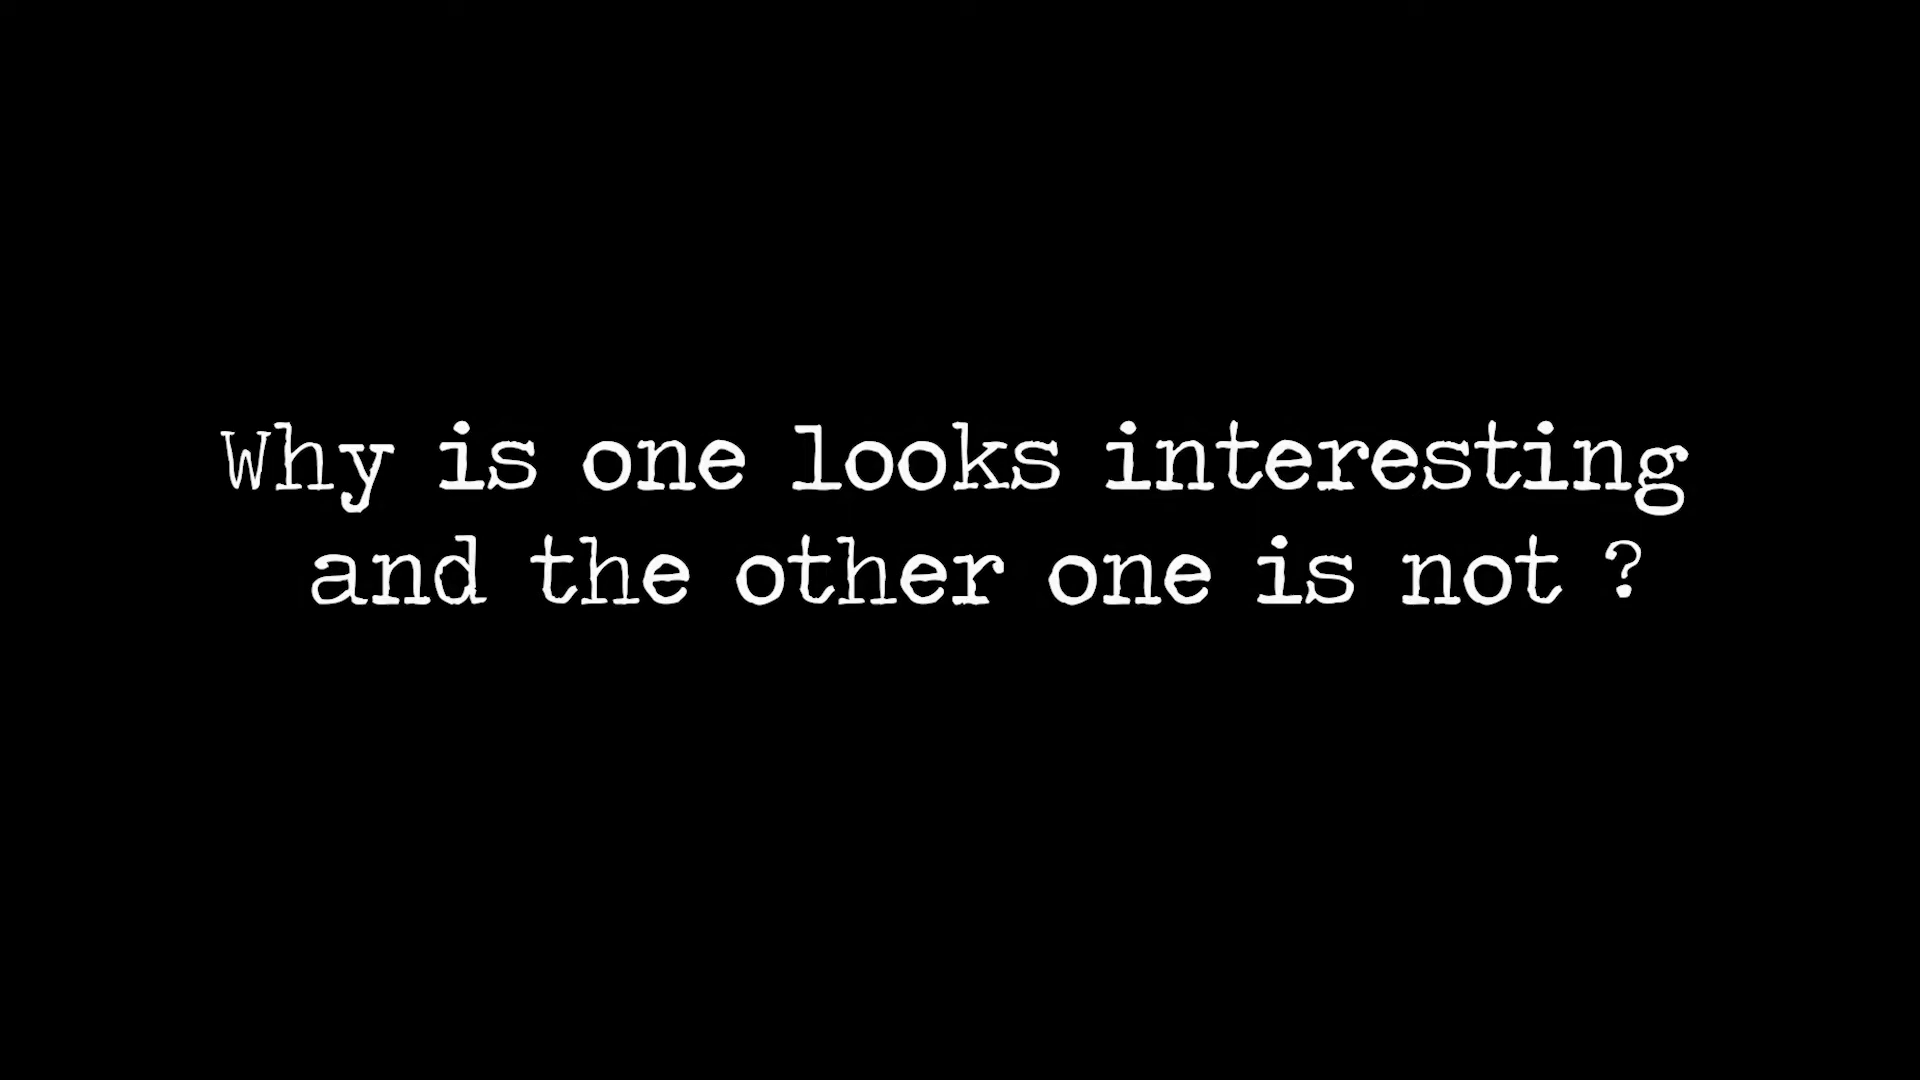 Why is one looks interesting
and the other one is not ?